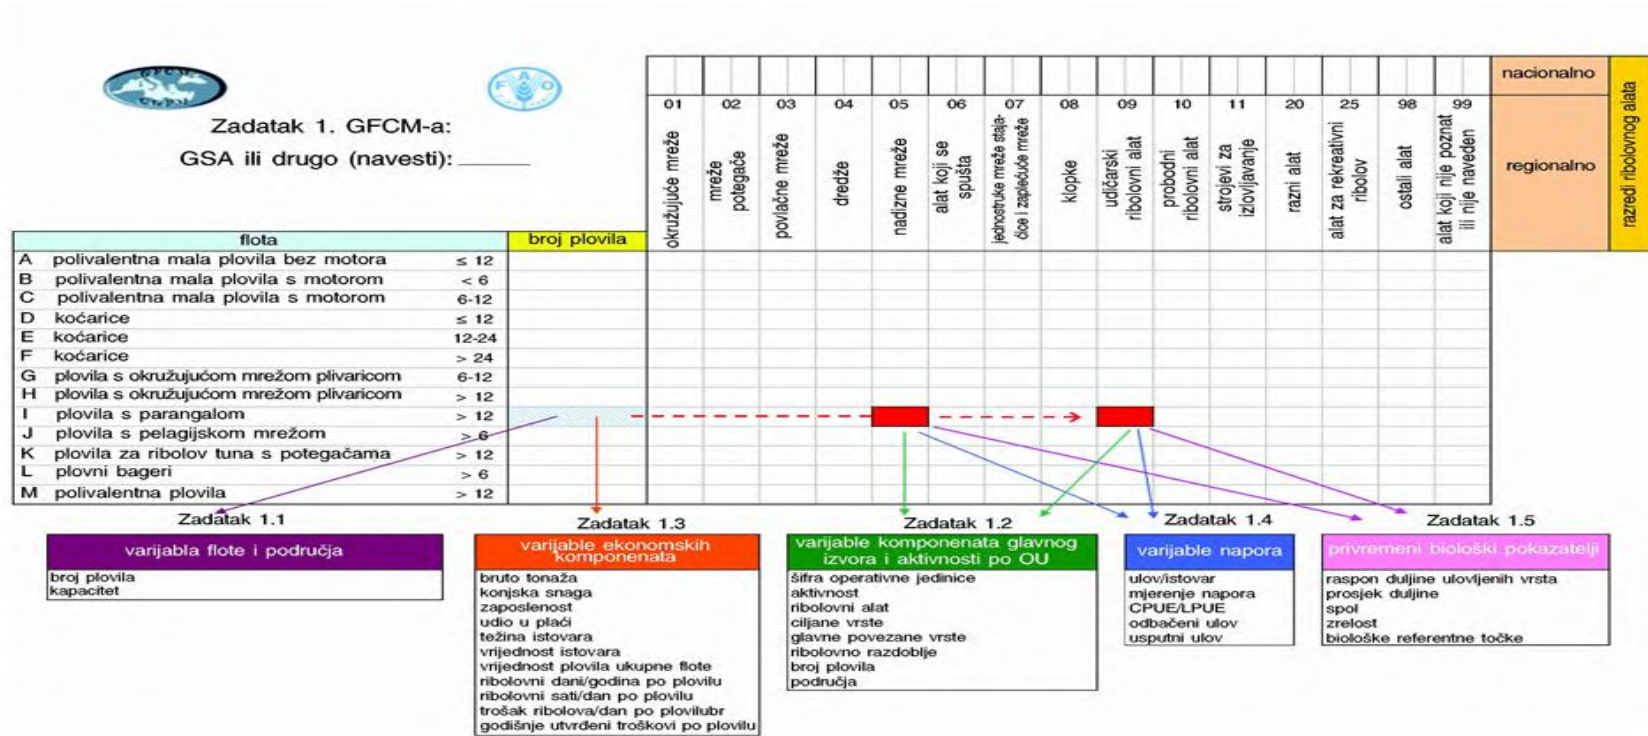 GFCM
CGPM
F A O
Zadatak 1. GFCM-a:
GSA ili drugo (navesti):
nacionalno
regionalno
razredi ribolovnog alata
01
okružujuće mreže
02
mreže
potegače
03
povlačne mreže
04
dredže
05
nadizne mreže
06
alat koji se
spušta
07
jednostruke mreže staja-
ćice i zaplećuće mreže
08
klopke
09
udičarski
ribolovni alat
10
probodni
ribolovni alat
11
strojevi za
izlovljavanje
20
razni alat
25
alat za rekreativni
ribolov
98
ostali alat
99
alat koji nije poznat
ili nije naveden
flota broj plovila
A polivalentna mala plovila bez motora ≤ 12
B polivalentna mala plovila s motorom < 6
C polivalentna mala plovila s motorom 6-12
D koćarice ≤ 12
E koćarice 12-24
F koćarice > 24
G plovila s okružujućom mrežom plivaricom 6-12
H plovila s okružujućom mrežom plivaricom > 12
I plovila s parangalom > 12
J plovila s pelagijskom mrežom > 6
K plovila za ribolov tuna s potegačama > 12
L plovni bageri > 6
M polivalentna plovila > 12
Zadatak 1.1
varijabla flote i područja
broj plovila
kapacitet
Zadatak 1.3
varijable ekonomskih
komponenata
bruto tonaža
konjska snaga
zaposlenost
udio u plaći
težina istovara
vrijednost istovara
vrijednost plovila ukupne flote
ribolovni dani/godina po plovilu
ribolovni sati/dan po plovilu
trošak ribolova/dan po plovilubr
godišnje utvrđeni troškovi po plovilu
Zadatak 1.2
varijable komponenata glavnog
izvora i aktivnosti po OU
šifra operativne jedinice
aktivnost
ribolovni alat
ciljane vrste
glavne povezane vrste
ribolovno razdoblje
broj plovila
područja
Zadatak 1.4
varijable napora
ulov/istovar
mjerenje napora
CPUE/LPUE
odbačeni ulov
usputni ulov
Zadatak 1.5
privremeni biološki pokazatelji
raspon duljine ulovljenih vrsta
prosjek duljine
spol
zrelost
biološke referentne točke